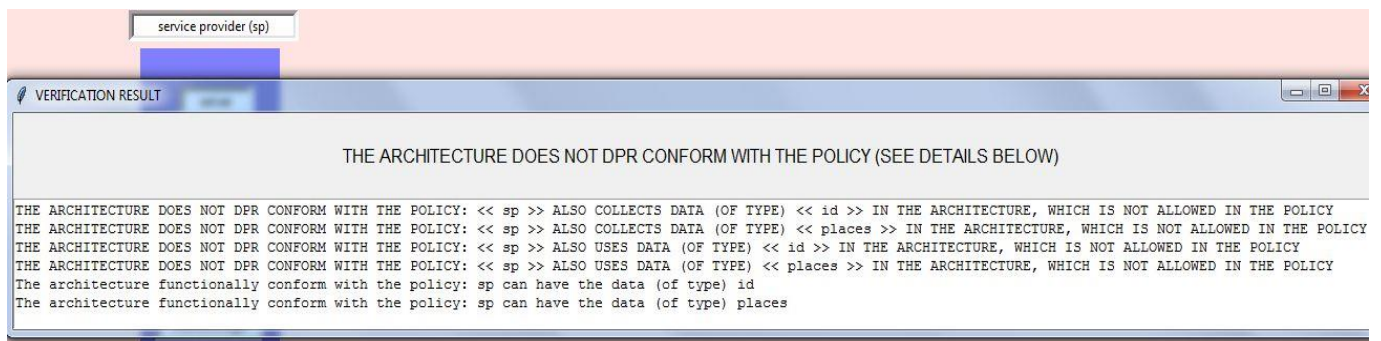 service provider (sp)
VERIFICATION RESULT
THE ARCHITECTURE DOES NOT DPR CONFORM WITH THE POLICY (SEE DETAILS BELOW)
THE ARCHITECTURE DOES NOT DPR CONFORM WITH THE POLICY: << sp >> ALSO COLLECTS DATA (OF TYPE) << id >> IN THE ARCHITECTURE, WHICH IS NOT ALLOWED IN THE POLICY
THE ARCHITECTURE DOES NOT DPR CONFORM WITH THE POLICY: << sp >> ALSO COLLECTS DATA (OF TYPE) << places >> IN THE ARCHITECTURE, WHICH IS NOT ALLOWED IN THE POLICY
THE ARCHITECTURE DOES NOT DPR CONFORM WITH THE POLICY: << sp >> ALSO USES DATA (OF TYPE) << id >> IN THE ARCHITECTURE, WHICH IS NOT ALLOWED IN THE POLICY
THE ARCHITECTURE DOES NOT DPR CONFORM WITH THE POLICY: << sp >> ALSO USES DATA (OF TYPE) << places >> IN THE ARCHITECTURE, WHICH IS NOT ALLOWED IN THE POLICY
The architecture functionally conform with the policy: sp can have the data (of type) id
The architecture functionally conform with the policy: sp can have the data (of type) places